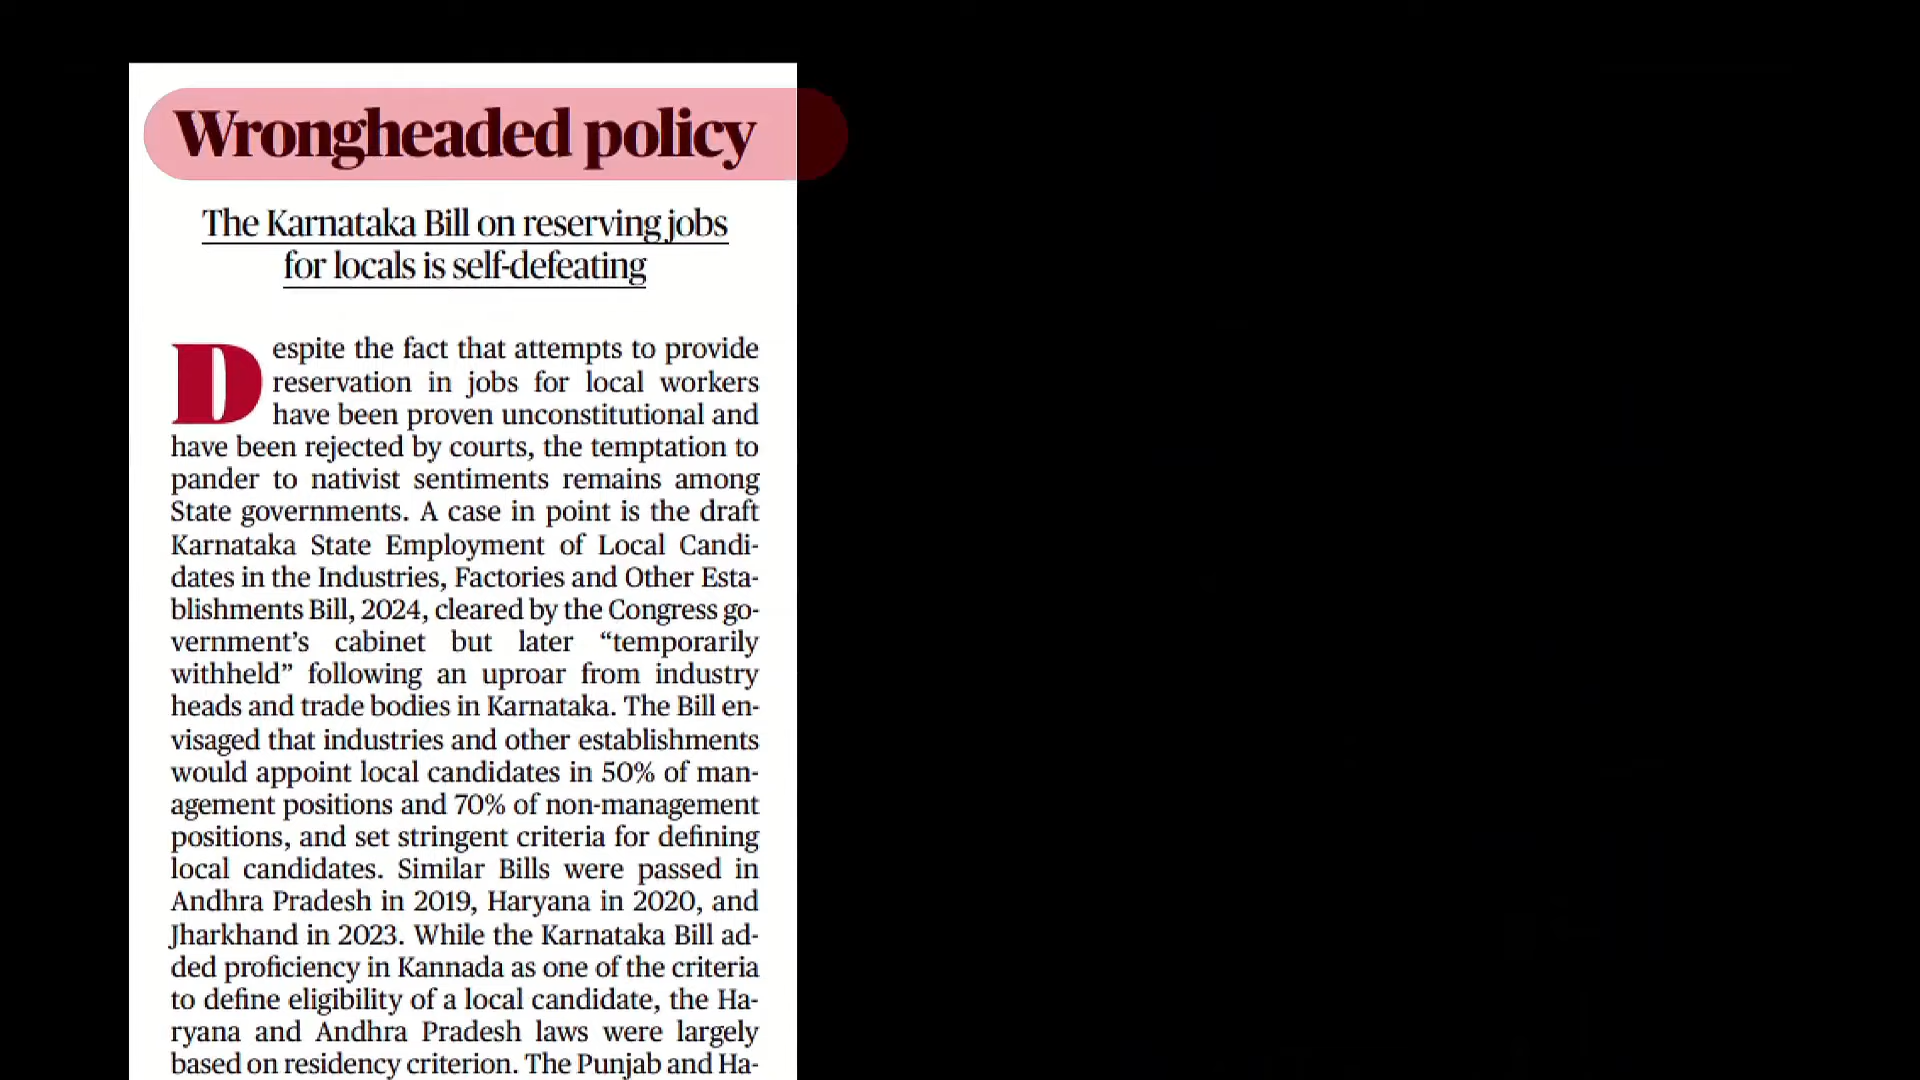 Wrongheaded policy
The Karnataka Bill on reserving jobs
for locals is self-defeating
Despite the fact that attempts to provide
reservation in jobs for local workers
have been proven unconstitutional and
have been rejected by courts, the temptation to
pander to nativist sentiments remains among
State governments. A case in point is the draft
Karnataka State Employment of Local Candi-
dates in the Industries, Factories and Other Esta-
blishments Bill, 2024, cleared by the Congress go-
vernment’s cabinet but later “temporarily
withheld” following an uproar from industry
heads and trade bodies in Karnataka. The Bill en-
visaged that industries and other establishments
would appoint local candidates in 50% of man-
agement positions and 70% of non-management
positions, and set stringent criteria for defining
local candidates. Similar Bills were passed in
Andhra Pradesh in 2019, Haryana in 2020, and
Jharkhand in 2023. While the Karnataka Bill ad-
ded proficiency in Kannada as one of the criteria
to define eligibility of a local candidate, the Ha-
ryana and Andhra Pradesh laws were largely
based on residency criterion. The Punjab and Ha-